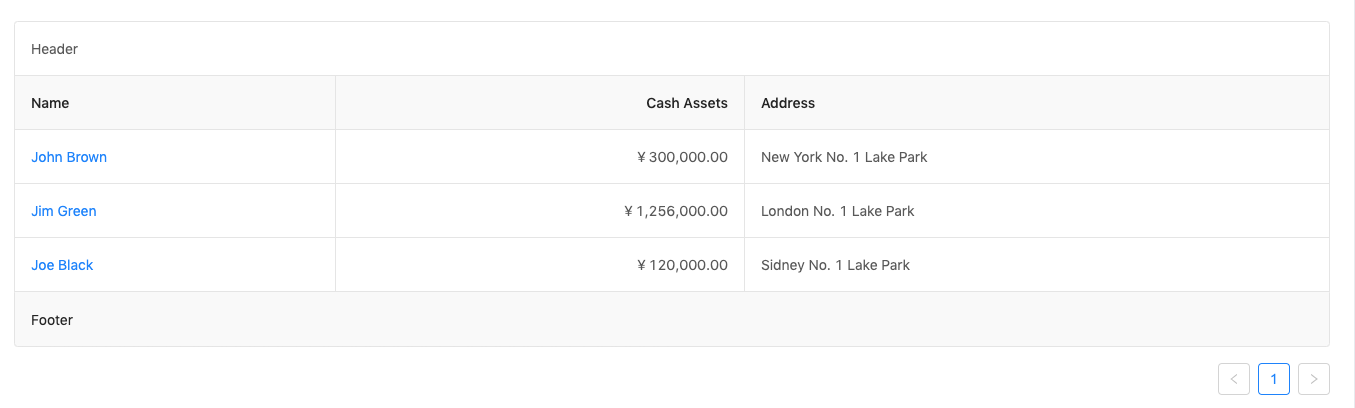 Header
Name Cash Assets Address
John Brown ¥ 300,000.00 New York No. 1 Lake Park
Jim Green ¥ 1,256,000.00 London No. 1 Lake Park
Joe Black ¥ 120,000.00 Sidney No. 1 Lake Park
Footer
< 1 >